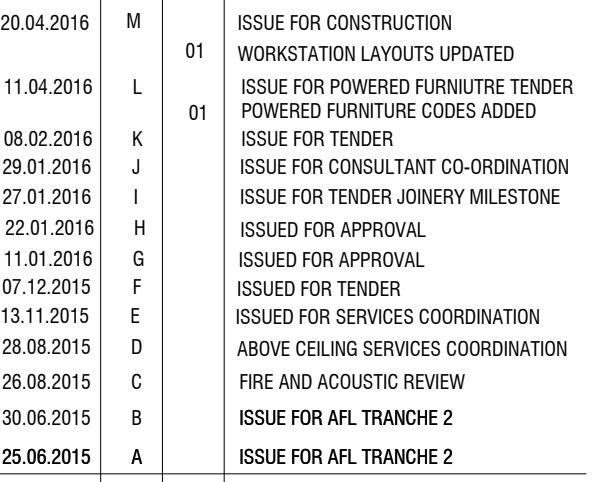 20.04.2016 M ISSUE FOR CONSTRUCTION
01 WORKSTATION LAYOUTS UPDATED
11.04.2016 L ISSUE FOR POWERED FURNIUTRE TENDER
01 POWERED FURNITURE CODES ADDED
08.02.2016 K ISSUE FOR TENDER
29.01.2016 J ISSUE FOR CONSULTANT CO-ORDINATION
27.01.2016 I ISSUE FOR TENDER JOINERY MILESTONE
22.01.2016 H ISSUED FOR APPROVAL
11.01.2016 G ISSUED FOR APPROVAL
07.12.2015 F ISSUED FOR TENDER
13.11.2015 E ISSUED FOR SERVICES COORDINATION
28.08.2015 D ABOVE CEILING SERVICES COORDINATION
26.08.2015 C FIRE AND ACOUSTIC REVIEW
30.06.2015 B ISSUE FOR AFL TRANCHE 2
25.06.2015 A ISSUE FOR AFL TRANCHE 2